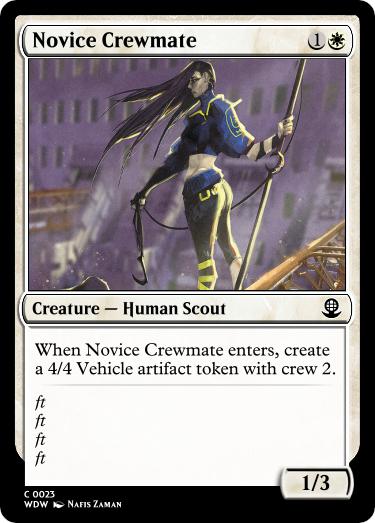 Novice Crewmate 1
Creature — Human Scout
When Novice Crewmate enters, create
a 4/4 Vehicle artifact token with crew 2.
ft
ft
ft
ft
1/3
C 0023
WDW Nafis Zaman